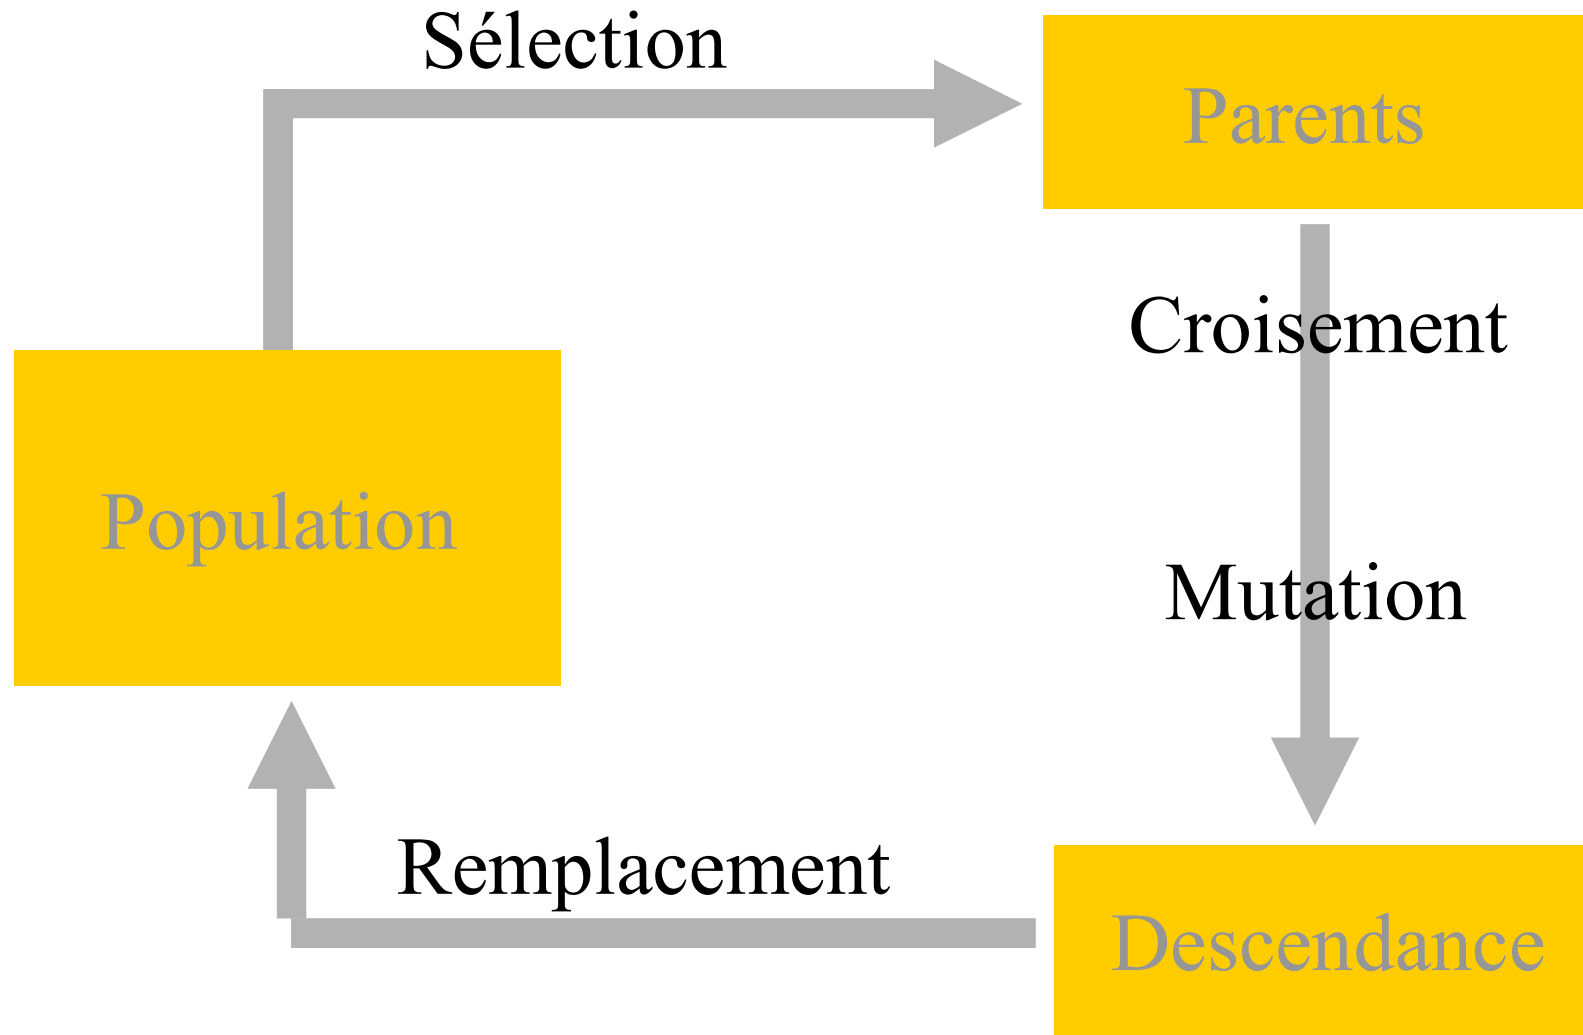 Sélection
Parents
Croisement
Population
Mutation
Remplacement
Descendance